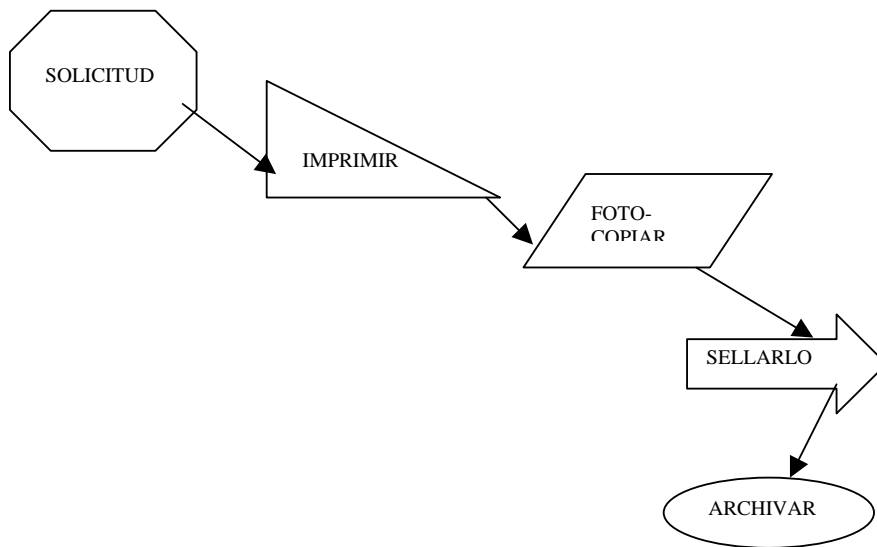 SOLICITUD
IMPRIMIR
FOTO-
COPIAR
SELLARLO
ARCHIVAR